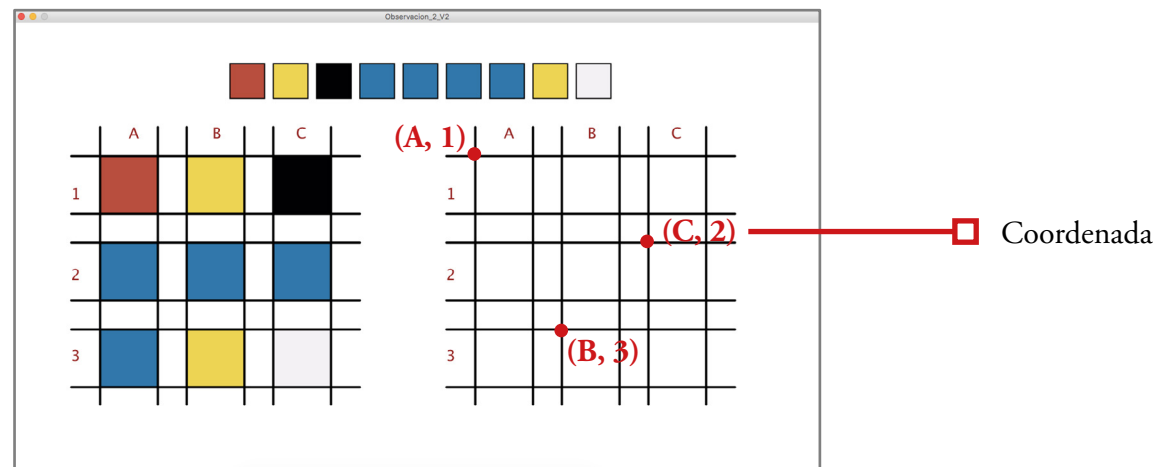 Observacion_2_V2
A B C
1
2
3
(A, 1) A B C
1
(C, 2)
Coordenada
2
(B, 3)
3